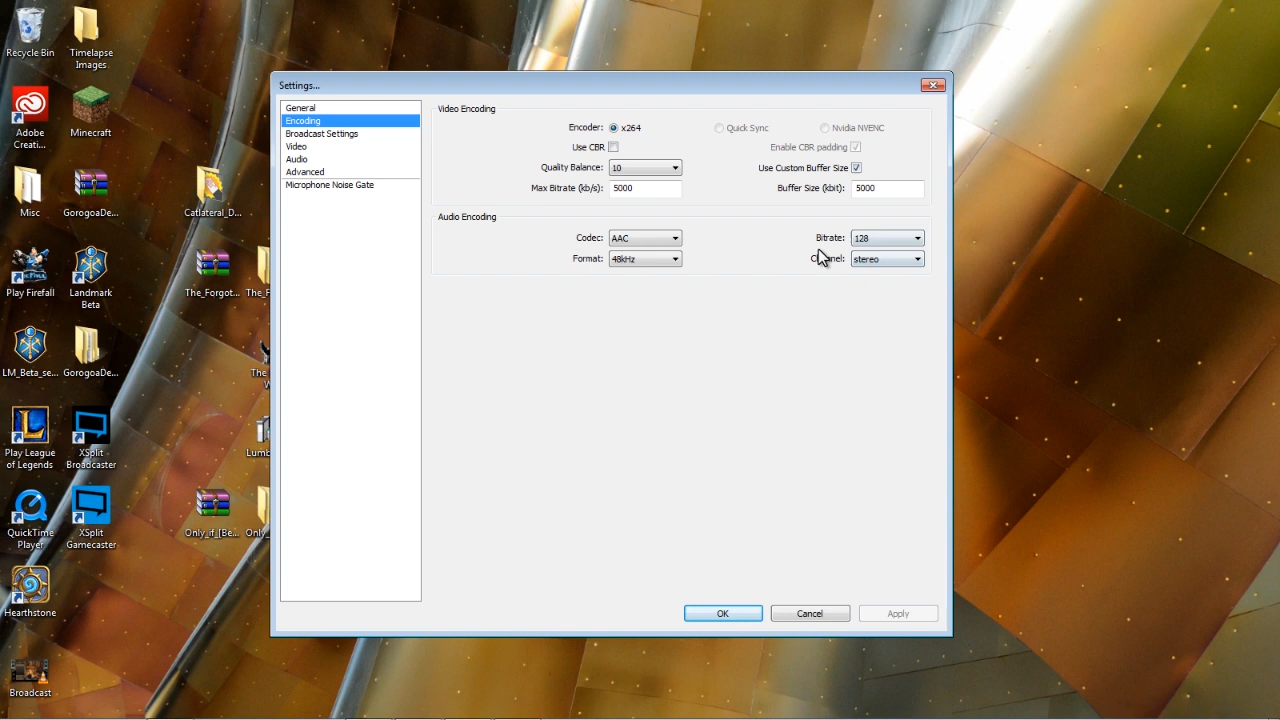 Recycle Bin
Timelapse
Images
Adobe
Creati...
Minecraft
Misc
GorogoaDe...
Catlateral_D...
Play Firefall
Landmark
Beta
The_Forgot...
The_F
LM_Beta_se...
GorogoaDe...
The
Play League
of Legends
XSplit
Broadcaster
Lumb
QuickTime
Player
XSplit
Gamecaster
Only_if_[Be...
Only_
Hearthstone
Broadcast
Settings...
General
Encoding
Broadcast Settings
Video
Audio
Advanced
Microphone Noise Gate
Video Encoding
Encoder: x264 Quick Sync Nvidia NVENC
Use CBR Enable CBR padding
Quality Balance: 10 Use Custom Buffer Size
Max Bitrate (kb/s): 5000 Buffer Size (kbit): 5000
Audio Encoding
Codec: AAC Bitrate: 128
Format: 48kHz stereo
OK Cancel Apply